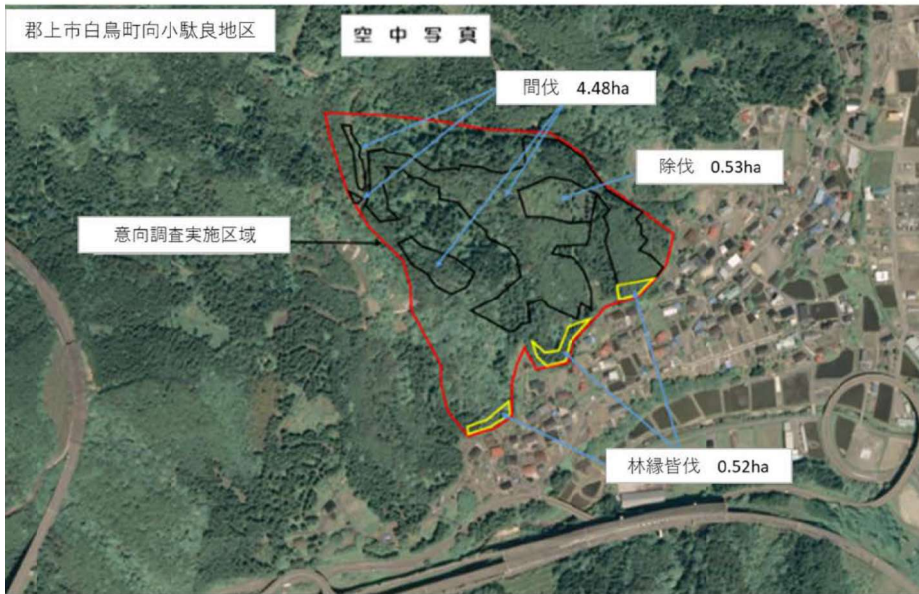 郡上市白鳥町向小駄良地区
空中写真
間伐 4.48ha
除伐 0.53ha
意向調査実施区域
林縁皆伐 0.52ha